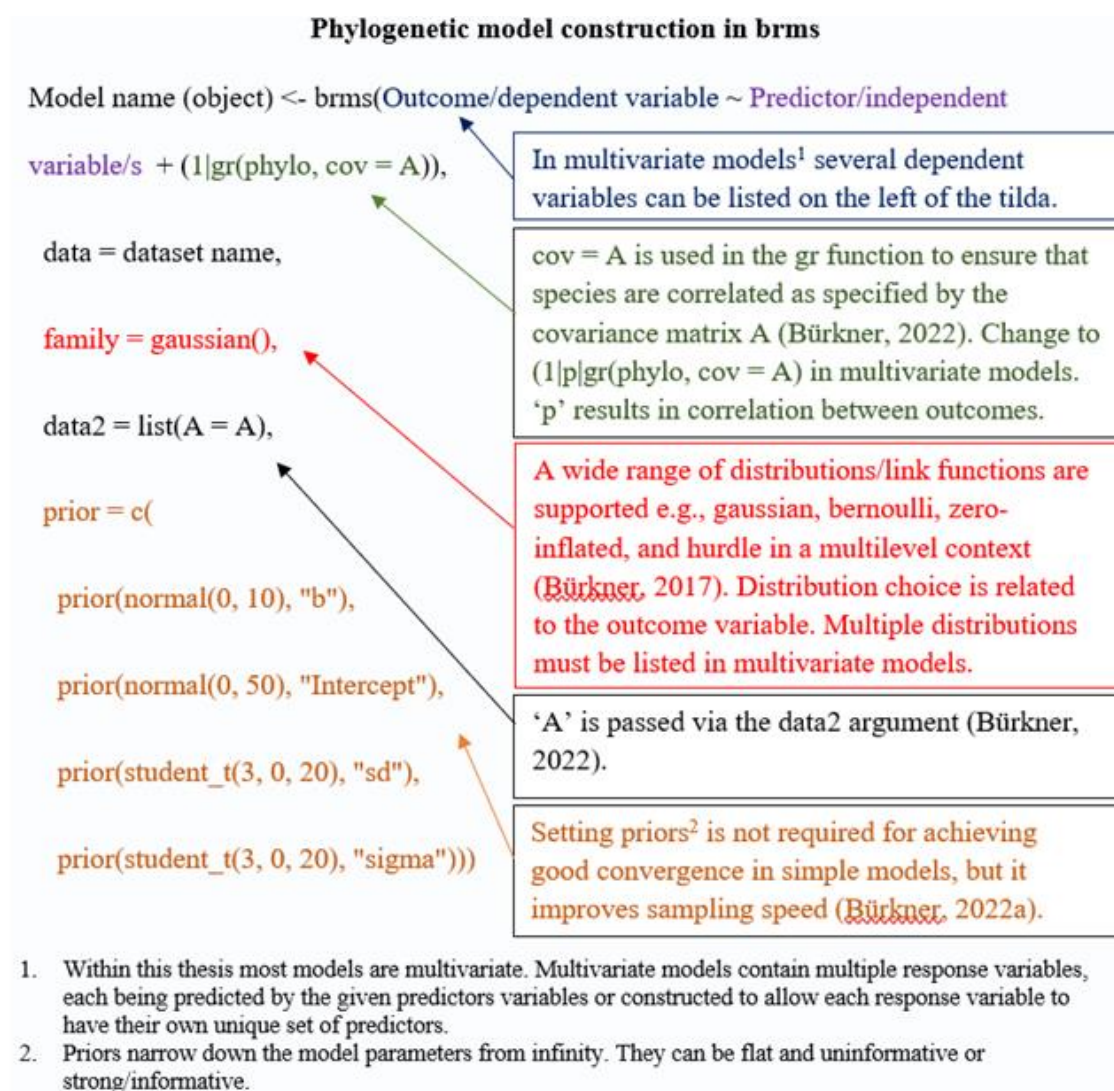 Phylogenetic model construction in brms
Model name (object) <- brms(Outcome/dependent variable ~ Predictor/independent
variable/s + (1|gr(phylo, cov = A)),
In multivariate models¹ several dependent
variables can be listed on the left of the tilda.
data = dataset name,
cov = A is used in the gr function to ensure that
species are correlated as specified by the
covariance matrix A (Bürkner, 2022). Change to
(1|p|gr(phylo, cov = A) in multivariate models.
‘p’ results in correlation between outcomes.
family = gaussian(),
data2 = list(A = A),
A wide range of distributions/link functions are
supported e.g., gaussian, bernoulli, zero-
inflated, and hurdle in a multilevel context
(Bürkner, 2017). Distribution choice is related
to the outcome variable. Multiple distributions
must be listed in multivariate models.
prior = c(
prior(normal(0, 10), "b"),
prior(normal(0, 50), "Intercept"),
‘A’ is passed via the data2 argument (Bürkner,
2022).
prior(student_t(3, 0, 20), "sd"),
prior(student_t(3, 0, 20), "sigma")))
Setting priors² is not required for achieving
good convergence in simple models, but it
improves sampling speed (Bürkner, 2022a).
1. Within this thesis most models are multivariate. Multivariate models contain multiple response variables,
each being predicted by the given predictors variables or constructed to allow each response variable to
have their own unique set of predictors.
2. Priors narrow down the model parameters from infinity. They can be flat and uninformative or
strong/informative.